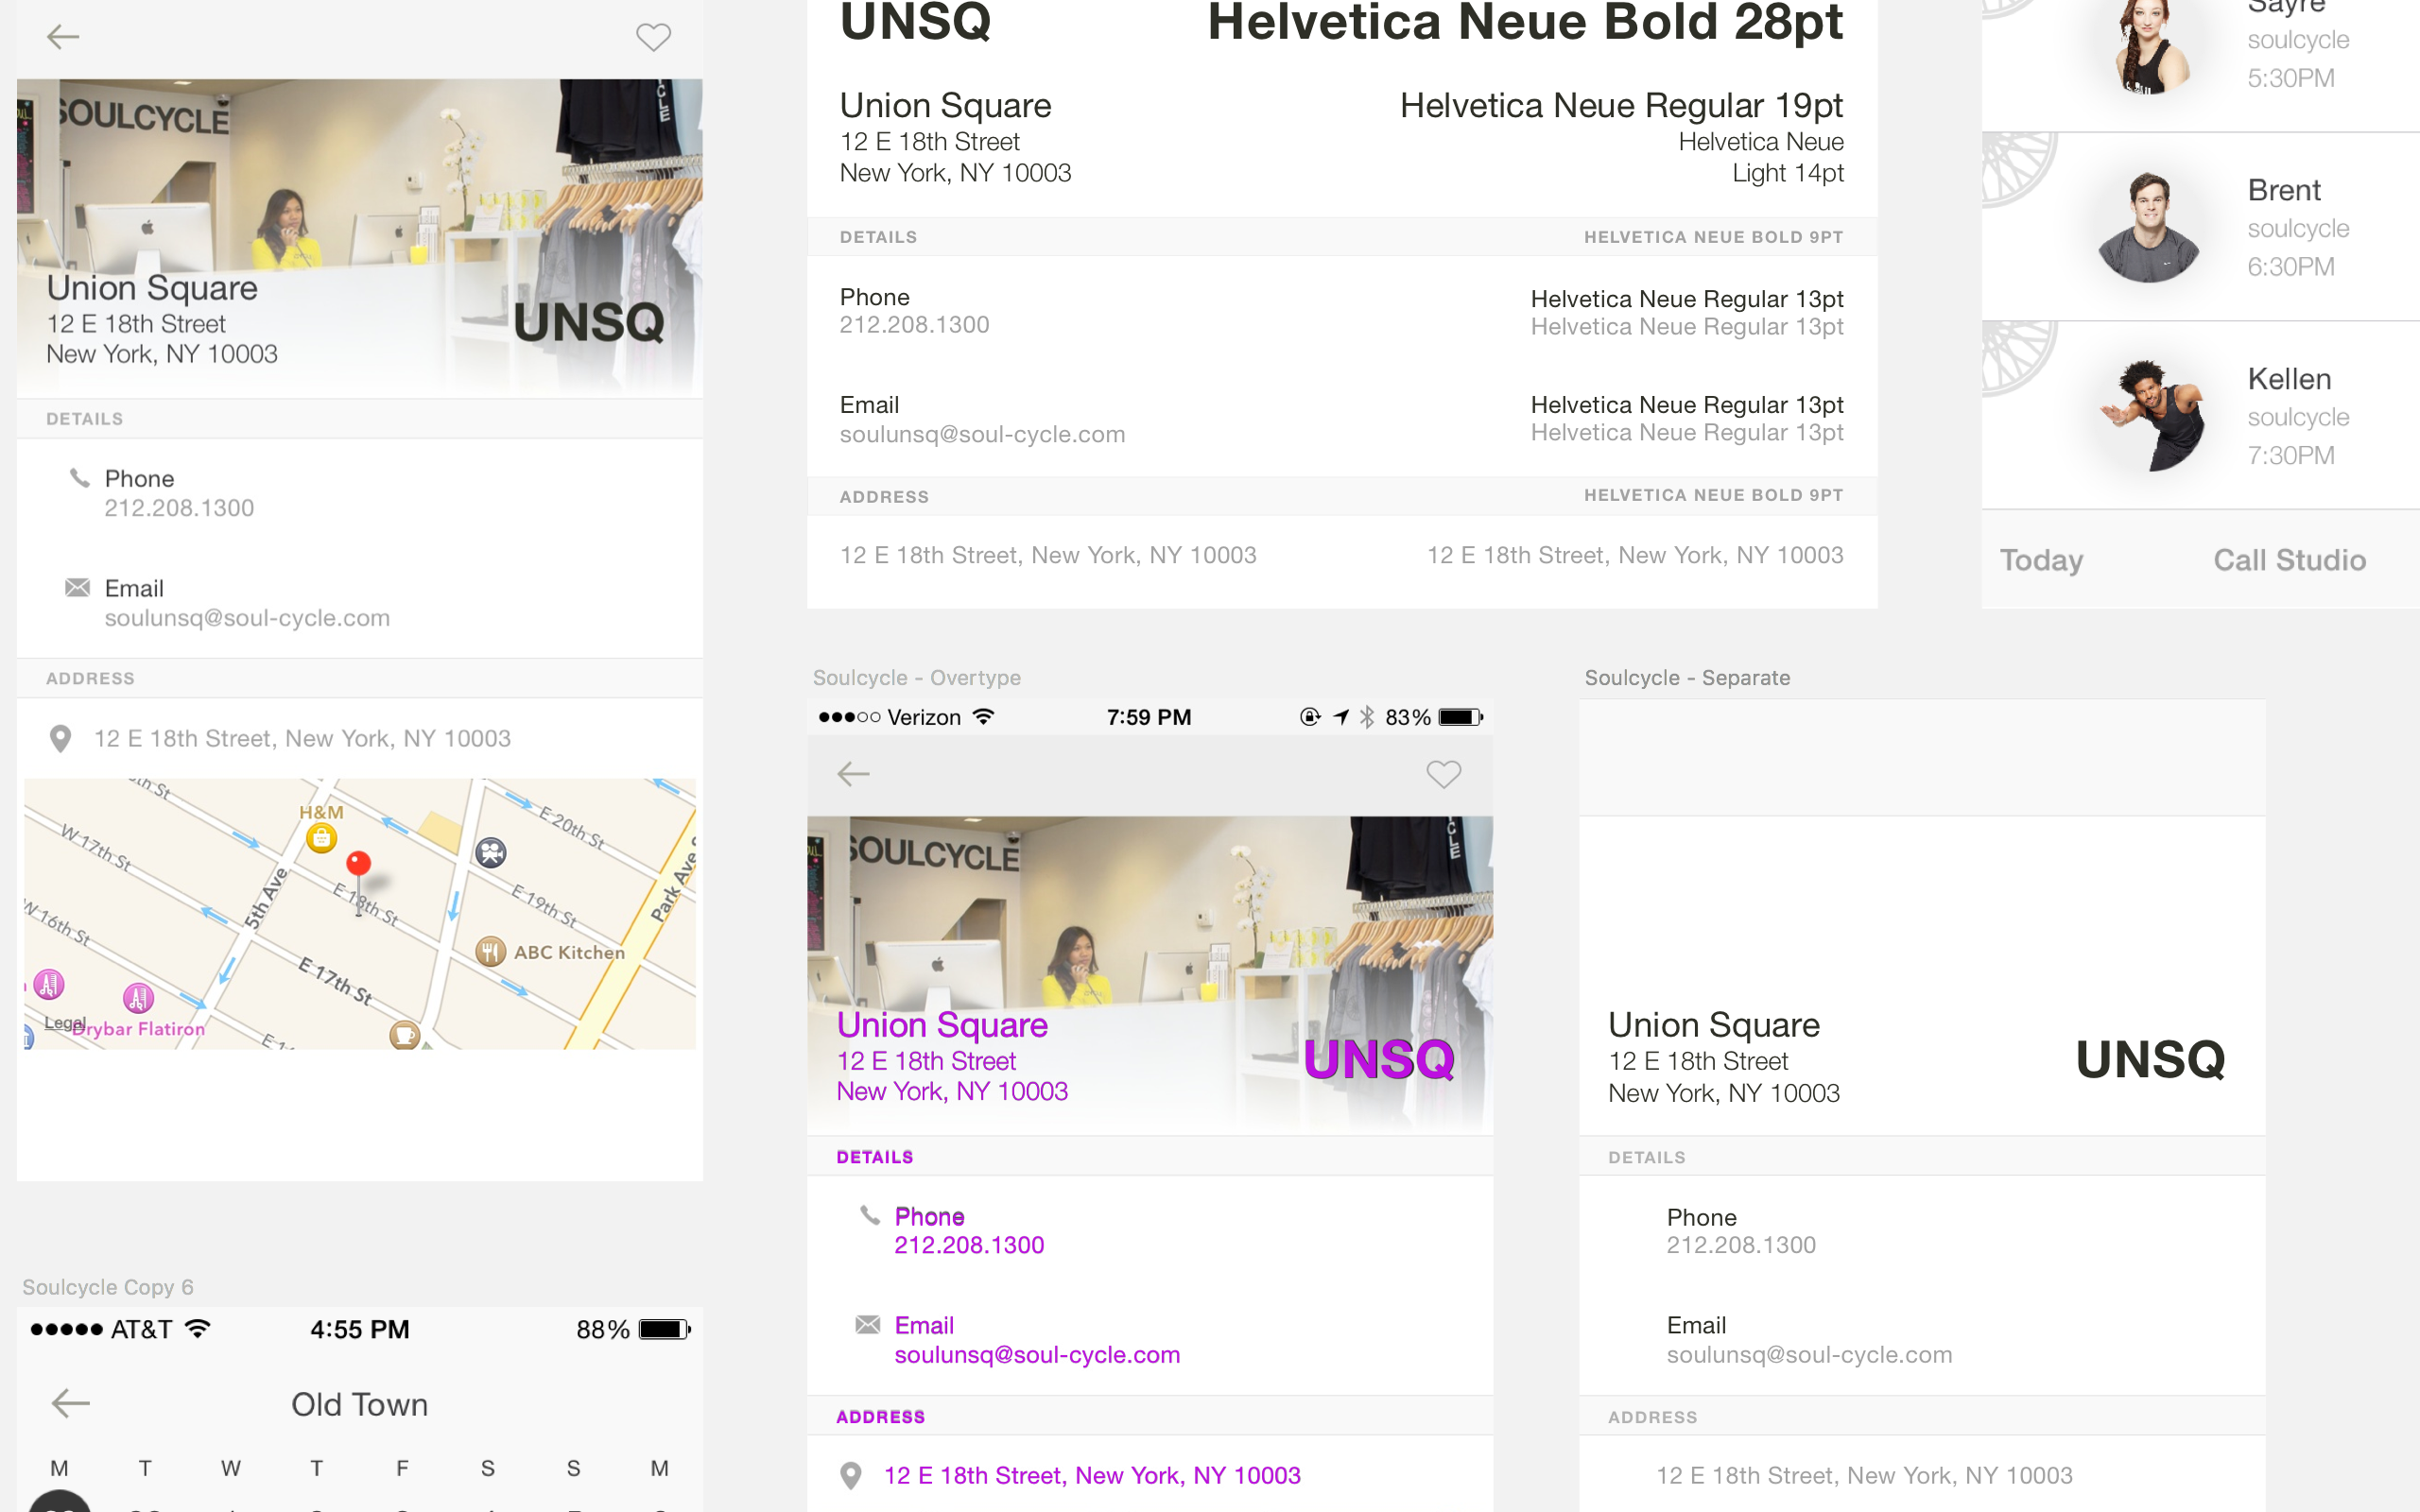 SOULCYCLE
CLE
Union Square
12 E 18th Street
New York, NY 10003
UNSQ
DETAILS
Phone
212.208.1300
Email
soulunsq@soul-cycle.com
ADDRESS
12 E 18th Street, New York, NY 10003
H&M
W 17th St
E 20th St
5th Ave
E 18th St
E 19th St
Park Ave S
W 16th St
E 17th St
ABC Kitchen
Legal
Drybar Flatiron
Soulcycle Copy 6
AT&T 4:55 PM 88%
Old Town
M T W T F S S M
UNSQ Helvetica Neue Bold 28pt
Union Square Helvetica Neue Regular 19pt
12 E 18th Street Helvetica Neue
New York, NY 10003 Light 14pt
DETAILS HELVETICA NEUE BOLD 9PT
Phone Helvetica Neue Regular 13pt
212.208.1300 Helvetica Neue Regular 13pt
Email Helvetica Neue Regular 13pt
soulunsq@soul-cycle.com Helvetica Neue Regular 13pt
ADDRESS HELVETICA NEUE BOLD 9PT
12 E 18th Street, New York, NY 10003 12 E 18th Street, New York, NY 10003
Sayre
soulcycle
5:30PM
Brent
soulcycle
6:30PM
Kellen
soulcycle
7:30PM
Today Call Studio
Soulcycle - Overtype
Verizon 7:59 PM 83%
SOULCYCLE
CLE
Union Square
12 E 18th Street
New York, NY 10003
UNSQ
DETAILS
Phone
212.208.1300
Email
soulunsq@soul-cycle.com
ADDRESS
12 E 18th Street, New York, NY 10003
Soulcycle - Separate
Union Square
12 E 18th Street
New York, NY 10003
UNSQ
DETAILS
Phone
212.208.1300
Email
soulunsq@soul-cycle.com
ADDRESS
12 E 18th Street, New York, NY 10003